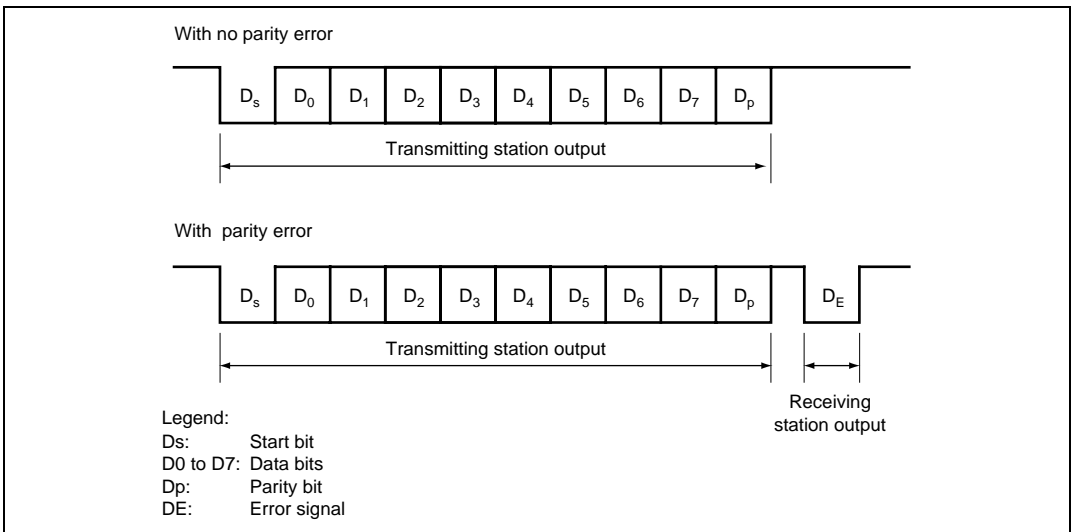 With no parity error
Ds D0 D1 D2 D3 D4 D5 D6 D7 Dp
Transmitting station output
With parity error
Ds D0 D1 D2 D3 D4 D5 D6 D7 Dp DE
Transmitting station output
Receiving
station output
Legend:
Ds: Start bit
D0 to D7: Data bits
Dp: Parity bit
DE: Error signal